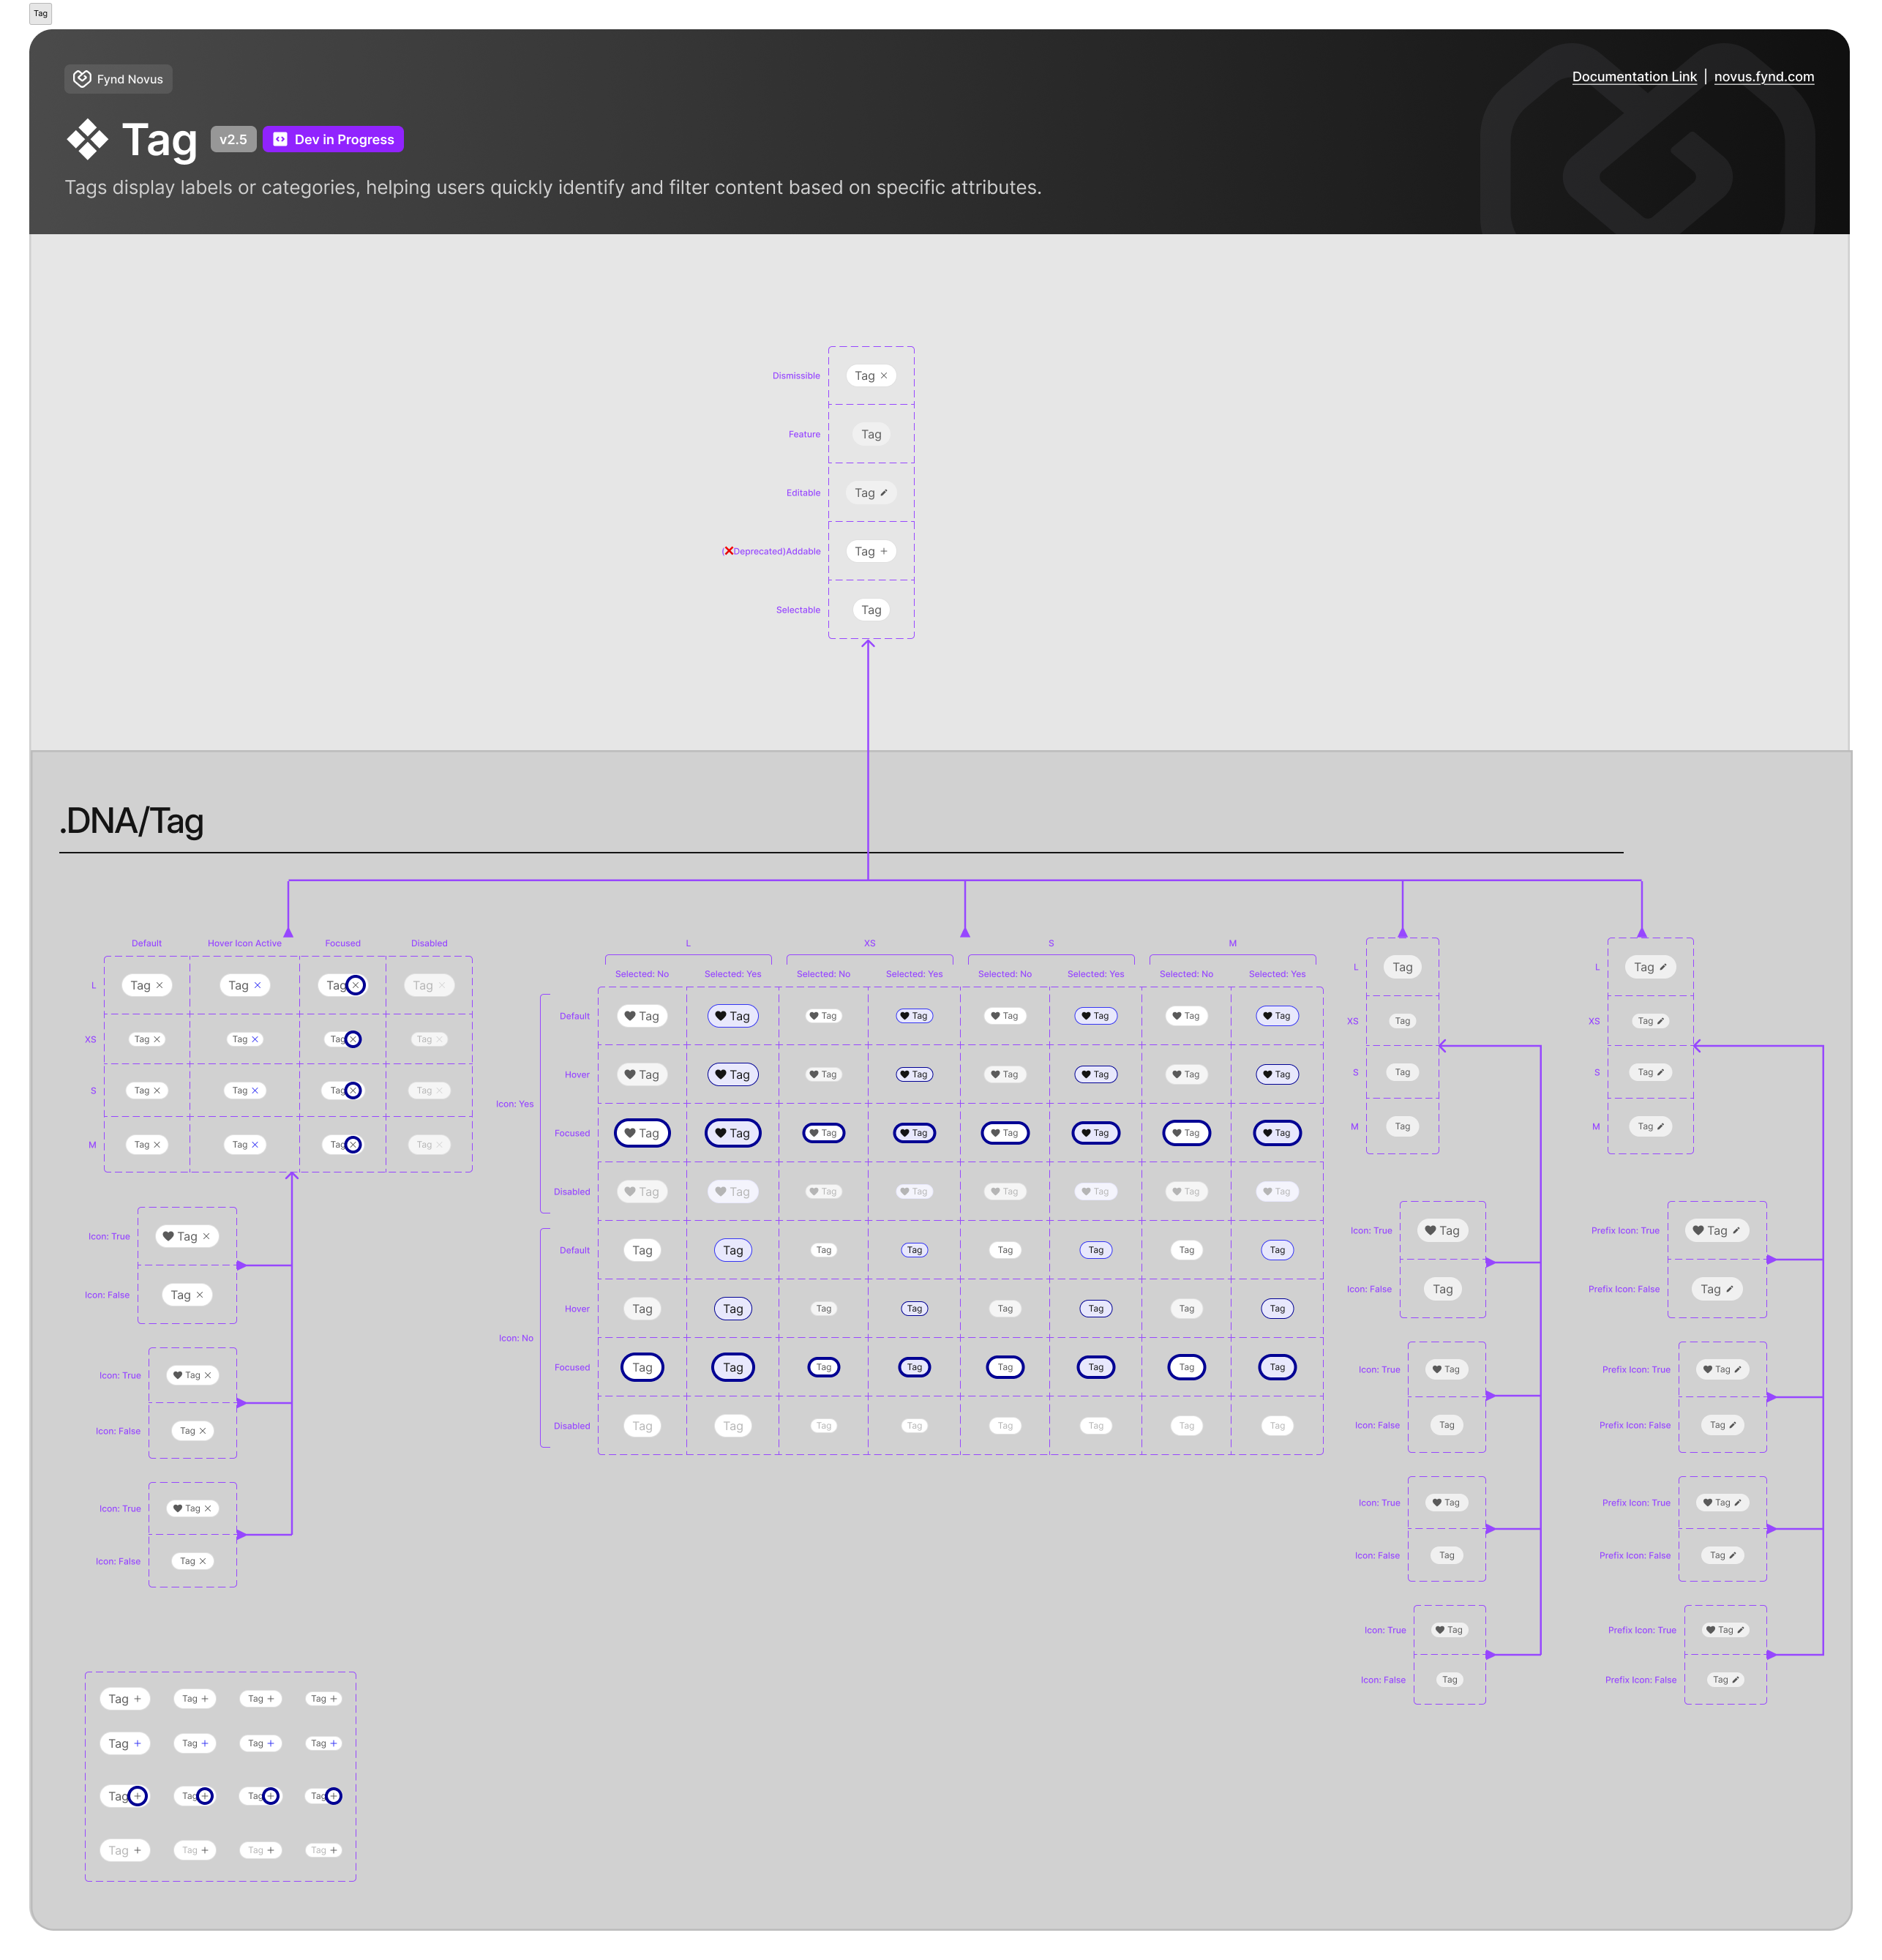 Tag
Fynd Novus
Documentation Link | novus.fynd.com
Tag v2.5 Dev in Progress
Tags display labels or categories, helping users quickly identify and filter content based on specific attributes.
Dismissible Tag
Feature Tag
Editable Tag
(❌Deprecated)Addable Tag
Selectable Tag
.DNA/Tag
Default Hover Icon Active Focused Disabled
L Tag Tag Tag Tag
XS Tag Tag Tag Tag
S Tag Tag Tag Tag
M Tag Tag Tag Tag
Icon: True Tag
Icon: False Tag
Icon: True Tag
Icon: False Tag
Icon: True Tag
Icon: False Tag
Tag Tag Tag Tag
Tag Tag Tag Tag
Tag Tag Tag Tag
Tag Tag Tag Tag
L XS S M
Selected: No Selected: Yes Selected: No Selected: Yes Selected: No Selected: Yes Selected: No Selected: Yes
Icon: Yes
Default Tag Tag Tag Tag Tag Tag Tag Tag
Hover Tag Tag Tag Tag Tag Tag Tag Tag
Focused Tag Tag Tag Tag Tag Tag Tag Tag
Disabled Tag Tag Tag Tag Tag Tag Tag Tag
Icon: No
Default Tag Tag Tag Tag Tag Tag Tag Tag
Hover Tag Tag Tag Tag Tag Tag Tag Tag
Focused Tag Tag Tag Tag Tag Tag Tag Tag
Disabled Tag Tag Tag Tag Tag Tag Tag Tag
L Tag
XS Tag
S Tag
M Tag
Icon: True Tag
Icon: False Tag
Icon: True Tag
Icon: False Tag
Icon: True Tag
Icon: False Tag
Icon: True Tag
Icon: False Tag
L Tag
XS Tag
S Tag
M Tag
Prefix Icon: True Tag
Prefix Icon: False Tag
Prefix Icon: True Tag
Prefix Icon: False Tag
Prefix Icon: True Tag
Prefix Icon: False Tag
Prefix Icon: True Tag
Prefix Icon: False Tag